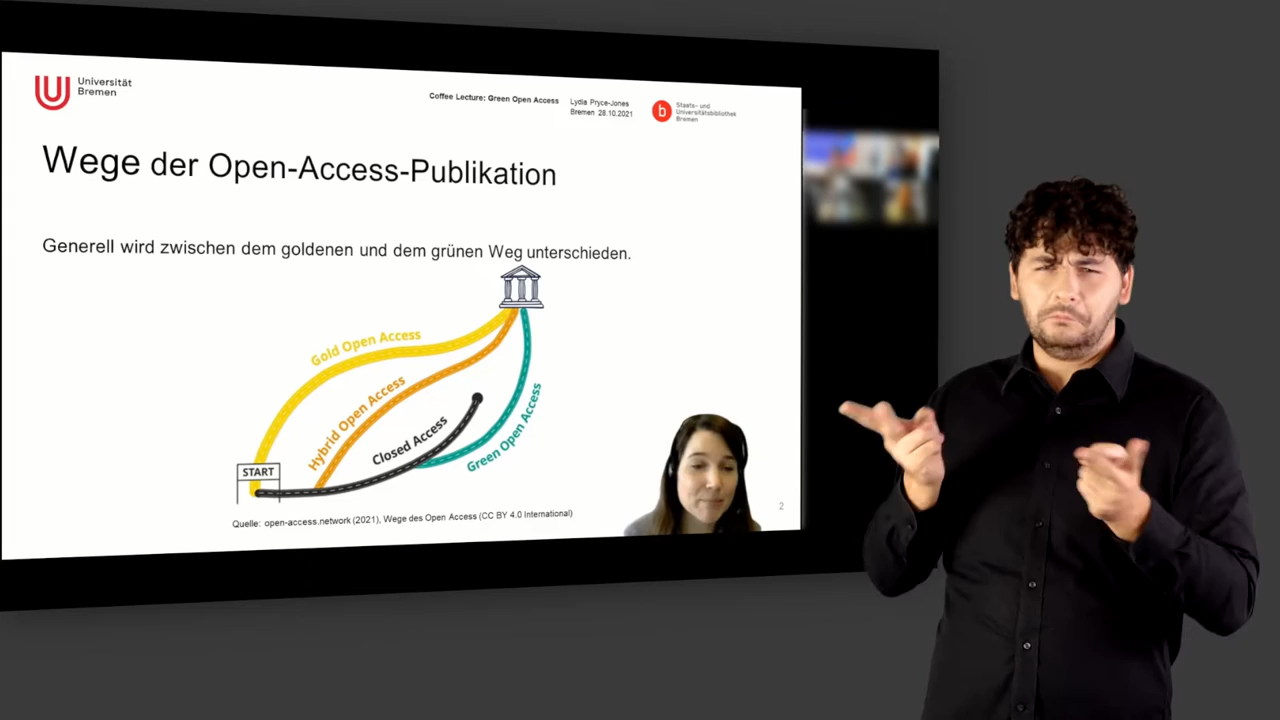 Universität
Bremen
Coffee Lecture: Green Open Access
Lydia Pryce-Jones
Bremen 28.10.2021
b
Staats- und
Universitätsbibliothek
Bremen
Wege der Open-Access-Publikation
Generell wird zwischen dem goldenen und dem grünen Weg unterschieden.
Gold Open Access
Hybrid Open Access
Closed Access
Green Open Access
START
Quelle: open-access.network (2021), Wege des Open Access (CC BY 4.0 International)
2